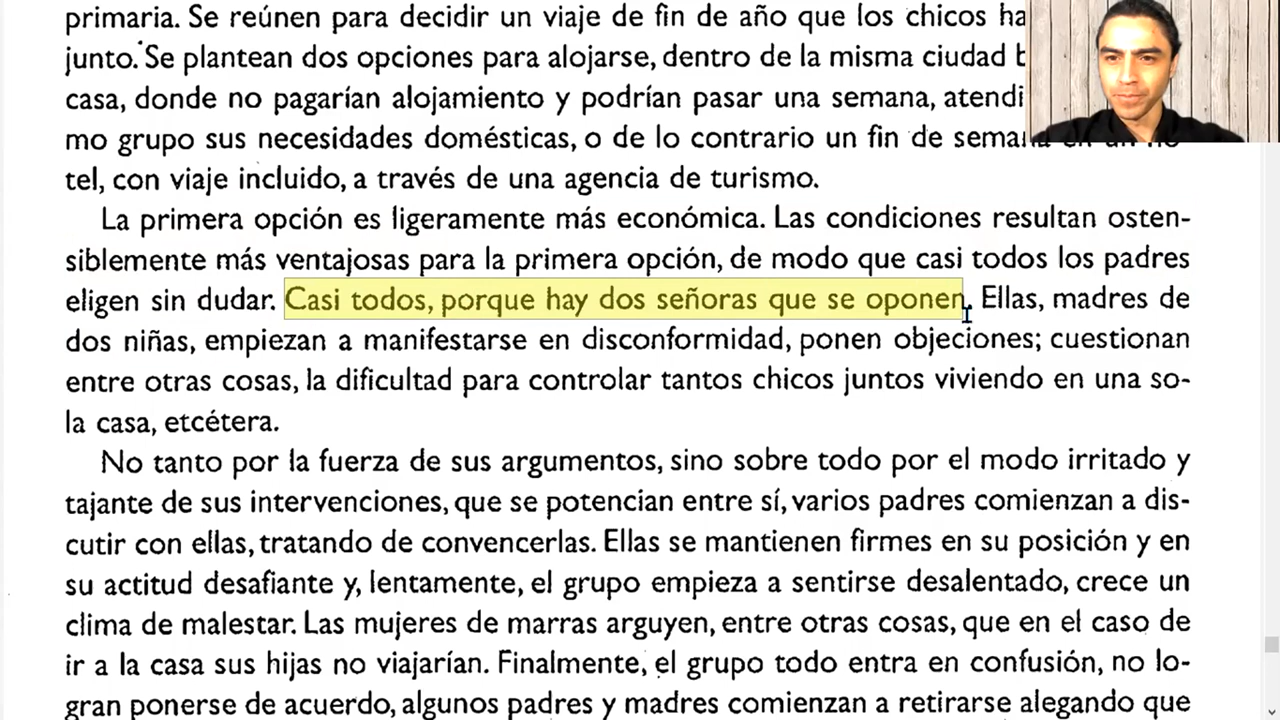 primaria. Se reúnen para decidir un viaje de fin de año que los chicos
junto. Se plantean dos opciones para alojarse, dentro de la misma ciudad
casa, donde no pagarían alojamiento y podrían pasar una semana,
mo grupo sus necesidades domésticas, o de lo contrario un fin de semana en un ho-
tel, con viaje incluido, a través de una agencia de turismo.
La primera opción es ligeramente más económica. Las condiciones resultan osten-
siblemente más ventajosas para la primera opción, de modo que casi todos los padres
eligen sin dudar. Casi todos, porque hay dos señoras que se oponen. Ellas, madres de
dos niñas, empiezan a manifestarse en disconformidad, ponen objeciones; cuestionan
entre otras cosas, la dificultad para controlar tantos chicos juntos viviendo en una so-
la casa, etcétera.
No tanto por la fuerza de sus argumentos, sino sobre todo por el modo irritado y
tajante de sus intervenciones, que se potencian entre sí, varios padres comienzan a dis-
cutir con ellas, tratando de convencerlas. Ellas se mantienen firmes en su posición y en
su actitud desafiante y, lentamente, el grupo empieza a sentirse desalentado, crece un
clima de malestar. Las mujeres de marras arguyen, entre otras cosas, que en el caso de
ir a la casa sus hijas no viajarían. Finalmente, el grupo todo entra en confusión, no lo-
gran ponerse de acuerdo, algunos padres y madres comienzan a retirarse alegando que